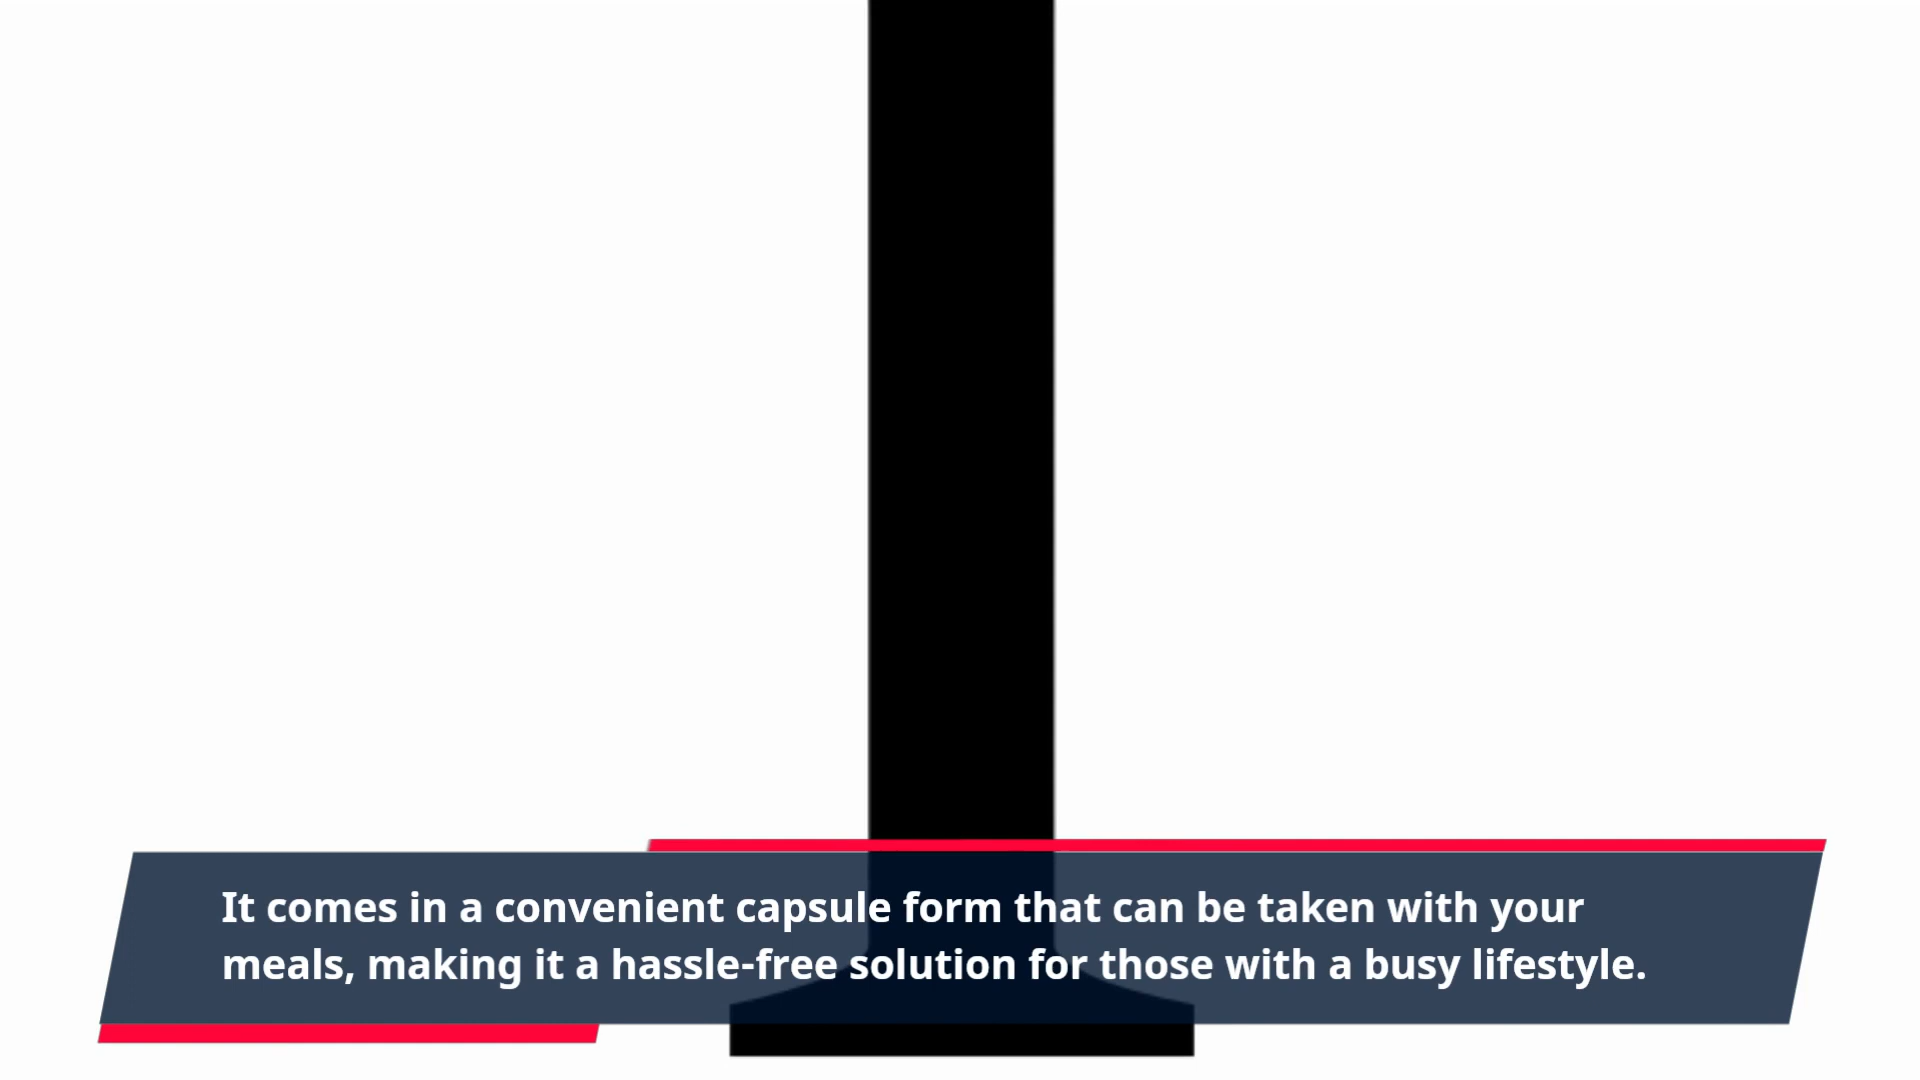 It comes in a convenient capsule form that can be taken with your
meals, making it a hassle-free solution for those with a busy lifestyle.